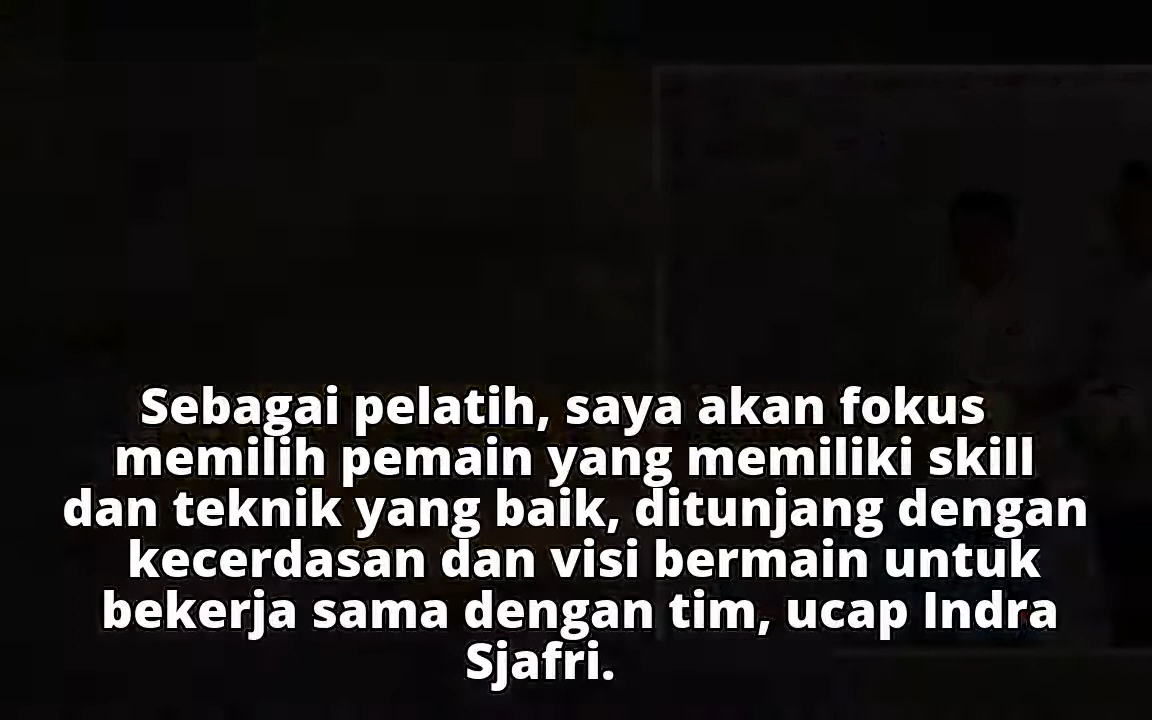 Sebagai pelatih, saya akan fokus
memilih pemain yang memiliki skill
dan teknik yang baik, ditunjang dengan
kecerdasan dan visi bermain untuk
bekerja sama dengan tim, ucap Indra
Sjafri.